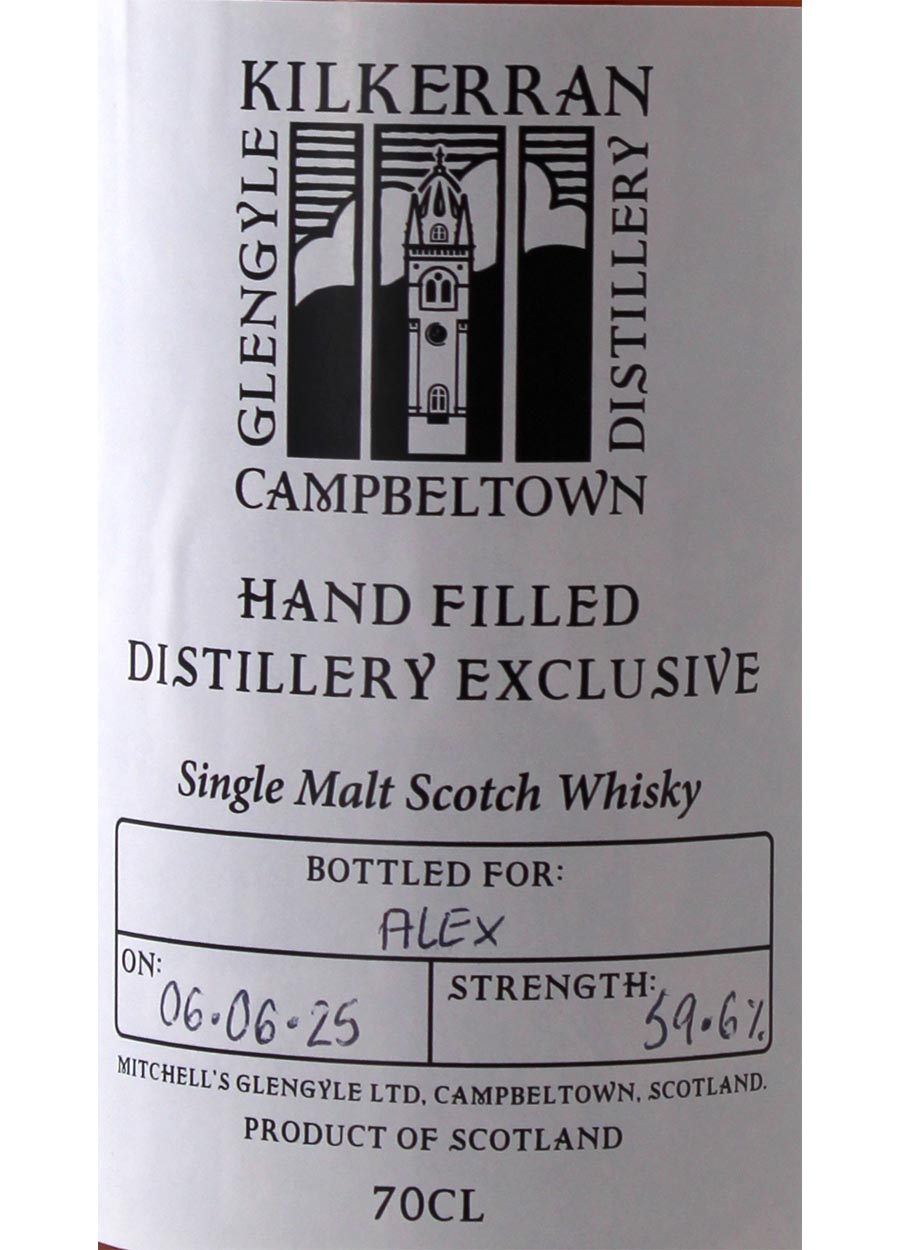 KILKERRAN
GLENGYLE
DISTILLERY
CAMPBELTOWN
HAND FILLED
DISTILLERY EXCLUSIVE
Single Malt Scotch Whisky
BOTTLED FOR:
ALEX
ON:
06.06.25
STRENGTH:
59.6%
MITCHELL'S GLENGYLE LTD, CAMPBELTOWN, SCOTLAND.
PRODUCT OF SCOTLAND
70CL